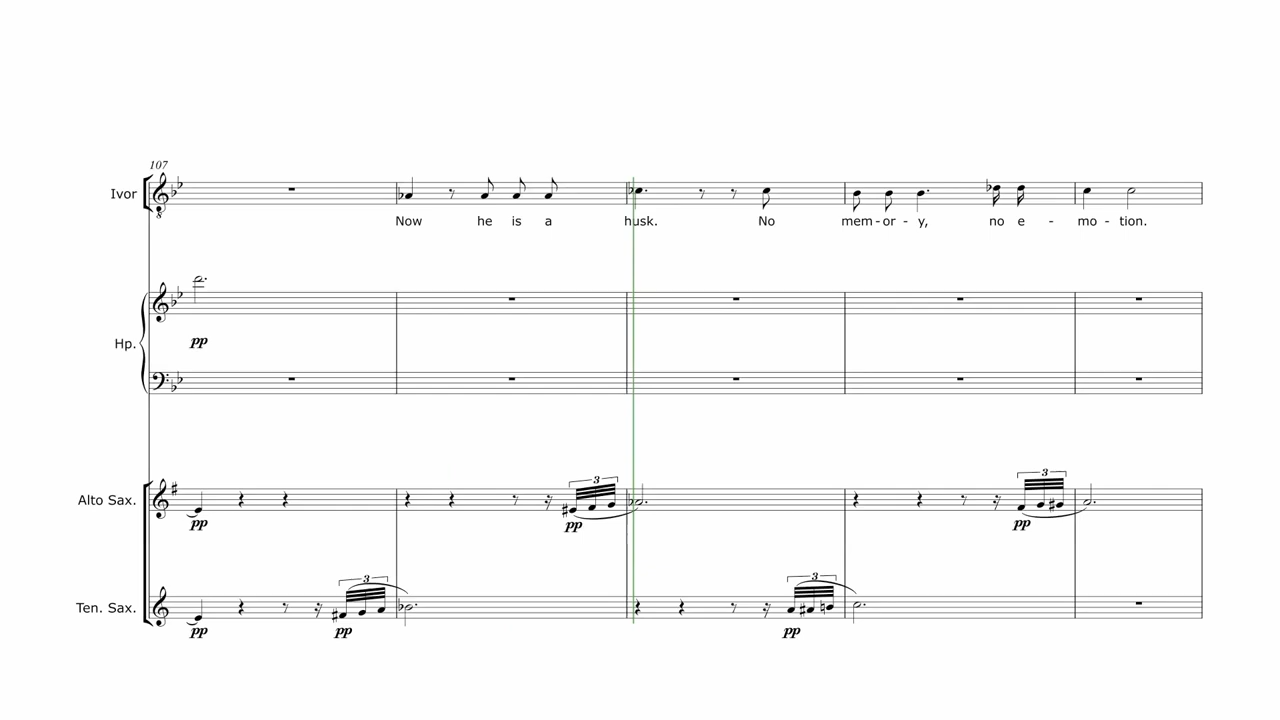 107
Ivor
8
Now he is a husk. No mem - or - y, no e - mo - tion.
Hp.
pp
3
3
Alto Sax.
pp
pp
pp
3
3
Ten. Sax.
pp
pp
pp